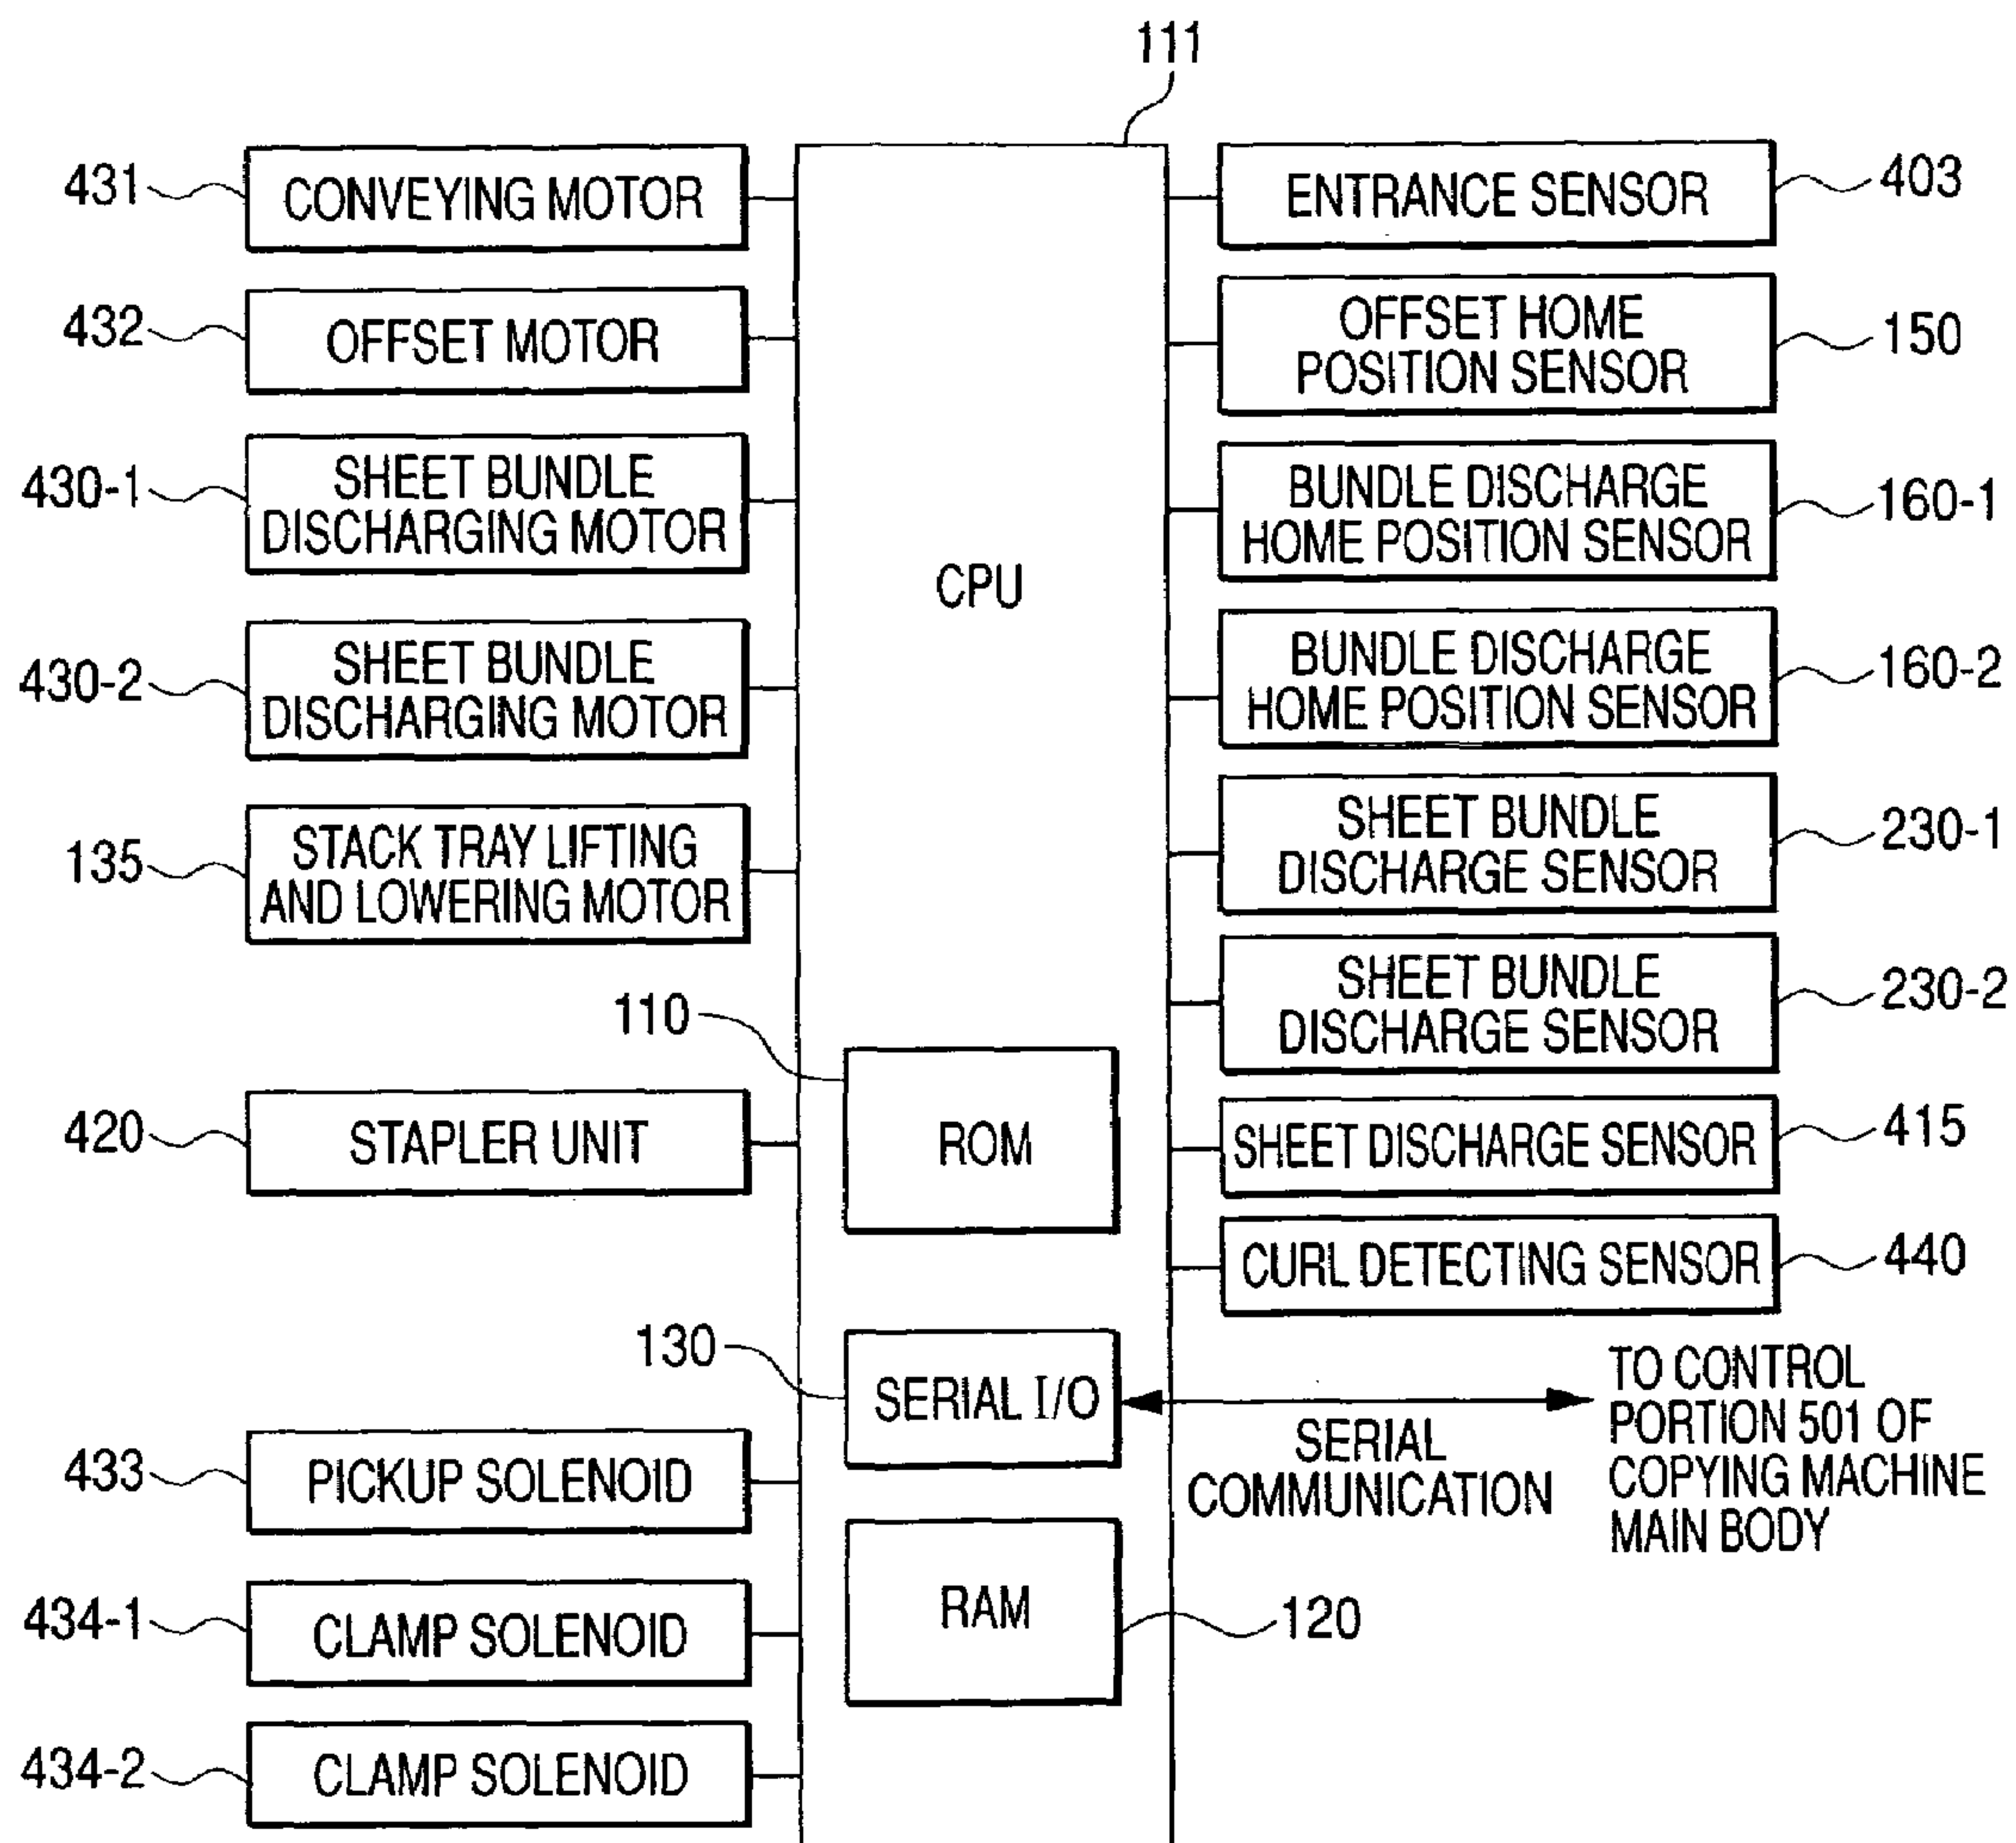 111
431
CONVEYING MOTOR
432
OFFSET MOTOR
430-1
SHEET BUNDLE
DISCHARGING MOTOR
430-2
SHEET BUNDLE
DISCHARGING MOTOR
135
STACK TRAY LIFTING
AND LOWERING MOTOR
420
STAPLER UNIT
433
PICKUP SOLENOID
434-1
CLAMP SOLENOID
434-2
CLAMP SOLENOID
CPU
110
ROM
130
SERIAL I/O
RAM
120
ENTRANCE SENSOR
403
OFFSET HOME
POSITION SENSOR
150
BUNDLE DISCHARGE
HOME POSITION SENSOR
160-1
BUNDLE DISCHARGE
HOME POSITION SENSOR
160-2
SHEET BUNDLE
DISCHARGE SENSOR
230-1
SHEET BUNDLE
DISCHARGE SENSOR
230-2
SHEET DISCHARGE SENSOR
415
CURL DETECTING SENSOR
440
SERIAL
COMMUNICATION
TO CONTROL
PORTION 501 OF
COPYING MACHINE
MAIN BODY